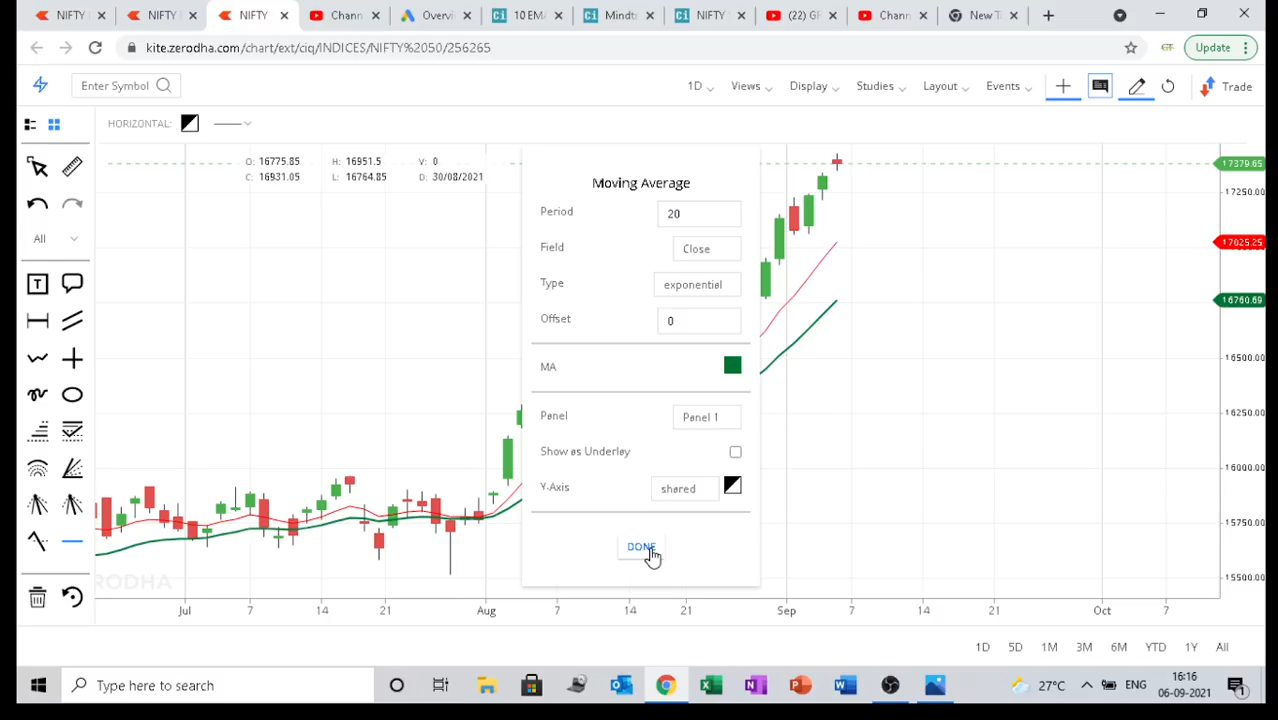 NIFTY
NIFTY
NIFTY
Chann
Overvi
10 EMA
Mindt
NIFTY
(22) GF
Chann
New T
kite.zerodha.com/chart/ext/ciq/INDICES/NIFTY%2050/256265
GT
Update
Enter Symbol
1D
Views
Display
Studies
Layout
Events
Trade
HORIZONTAL:
O: 16775.85 H: 16951.5 V: 0
C: 16931.05 L: 16764.85 D: 30/08/2021
All
T
Moving Average
Period 20
Field Close
Type exponential
Offset 0
MA
Panel Panel 1
Show as Underlay
Y-Axis shared
DONE
17379.65
17250.00
17025.25
16760.69
16500.00
16250.00
16000.00
15750.00
15500.00
ZERODHA
Jul 7 14 21 Aug 7 14 21 Sep 7 14 21 Oct 7
1D 5D 1M 3M 6M YTD 1Y All
Type here to search
27°C
ENG
16:16
06-09-2021
1